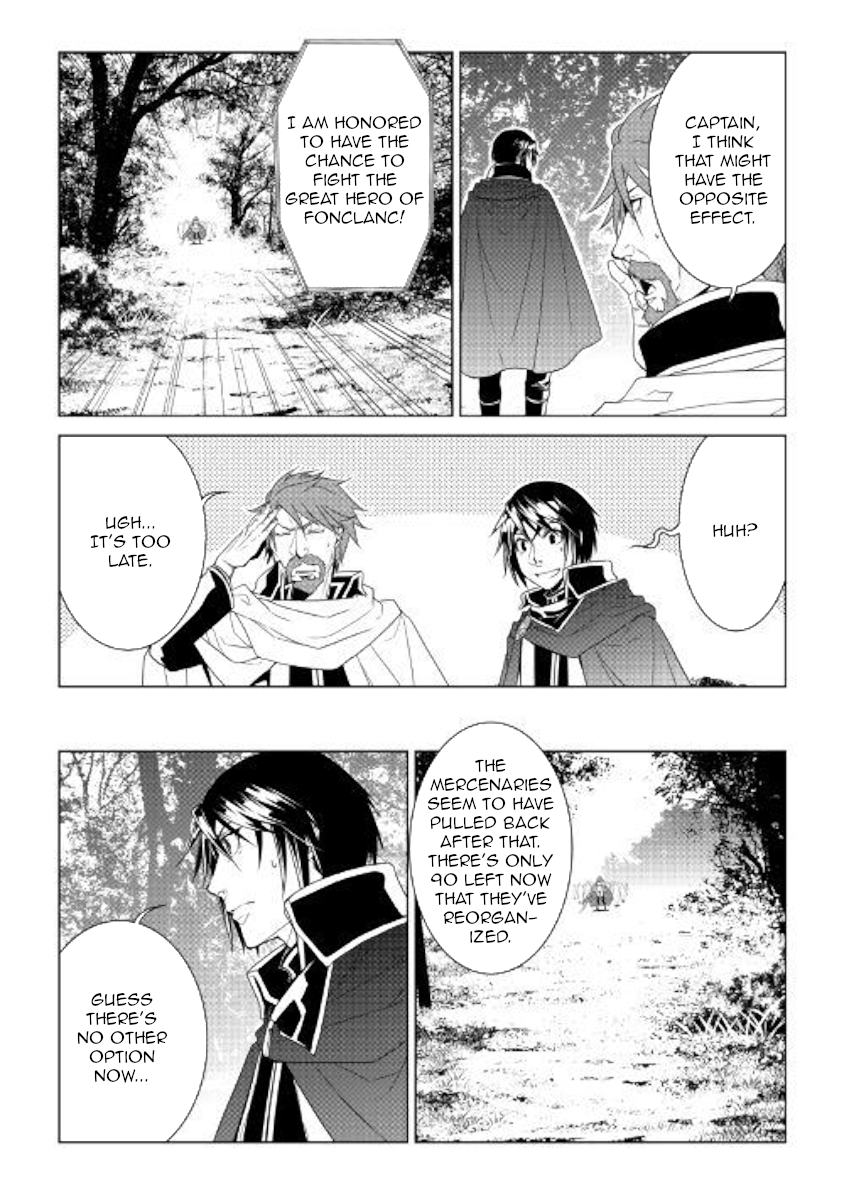 CAPTAIN,
I THINK
THAT MIGHT
HAVE THE
OPPOSITE
EFFECT.
I AM HONORED
TO HAVE THE
CHANCE TO
FIGHT THE
GREAT HERO OF
FONCLANC!
HUH?
UGH...
IT'S TOO
LATE.
THE
MERCENARIES
SEEM TO HAVE
PULLED BACK
AFTER THAT.
THERE'S ONLY
90 LEFT NOW
THAT THEY'VE
REORGAN-
IZED.
GUESS
THERE'S
NO OTHER
OPTION
NOW...